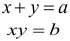 x + y = a
xy = b